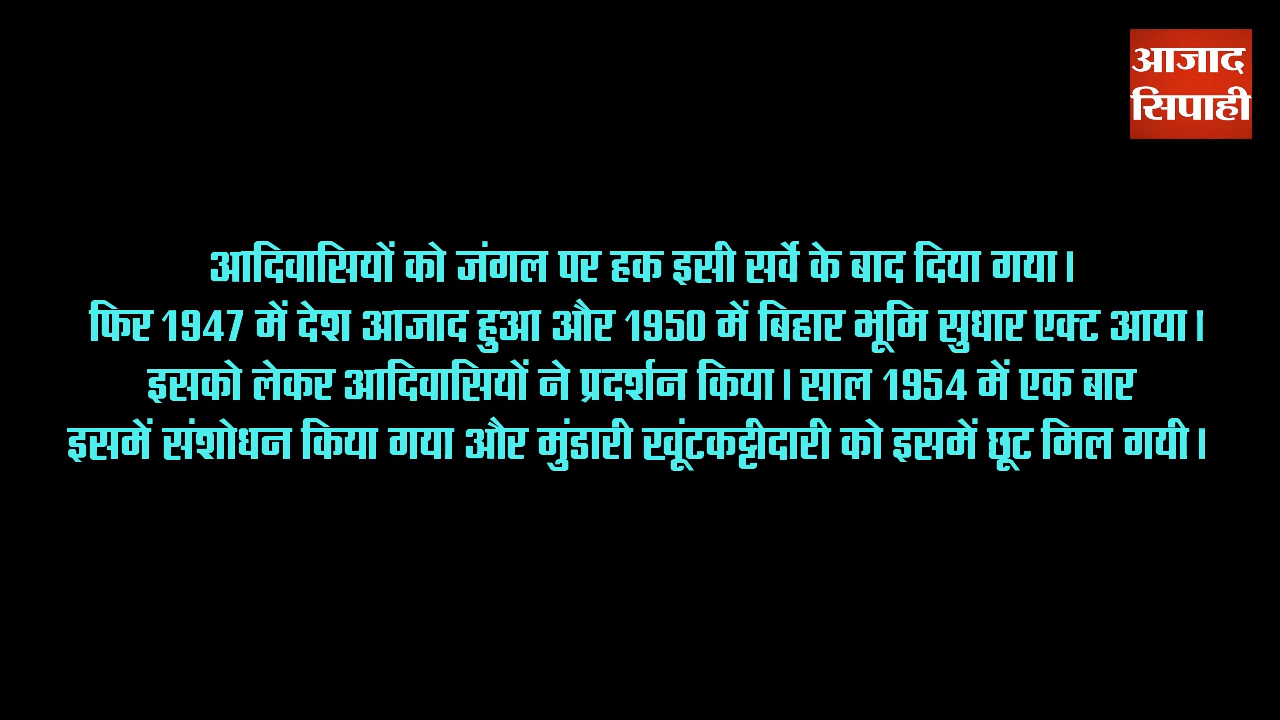 आजाद
सिपाही
आदिवासियों को जंगल पर हक इसी सर्वे के बाद दिया गया।
फिर 1947 में देश आजाद हुआ और 1950 में बिहार भूमि सुधार एक्ट आया।
इसको लेकर आदिवासियों ने प्रदर्शन किया। साल 1954 में एक बार
इसमें संशोधन किया गया और मुंडारी खूंटकट्टीदारी को इसमें छूट मिल गयी।